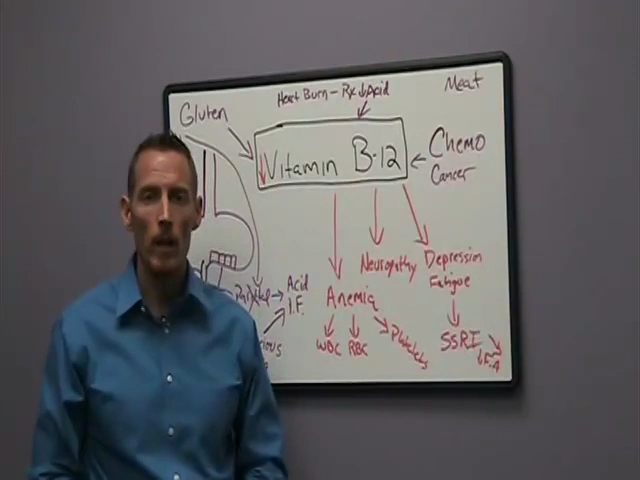 Heart Burn - Rx ↓ Acid
Meat
Gluten
↓ Vitamin B-12
Chemo
Cancer
Neuropathy
Depression
Fatigue
Acid
I.F.
Anemia
WBC RBC
Platelets
SSRI